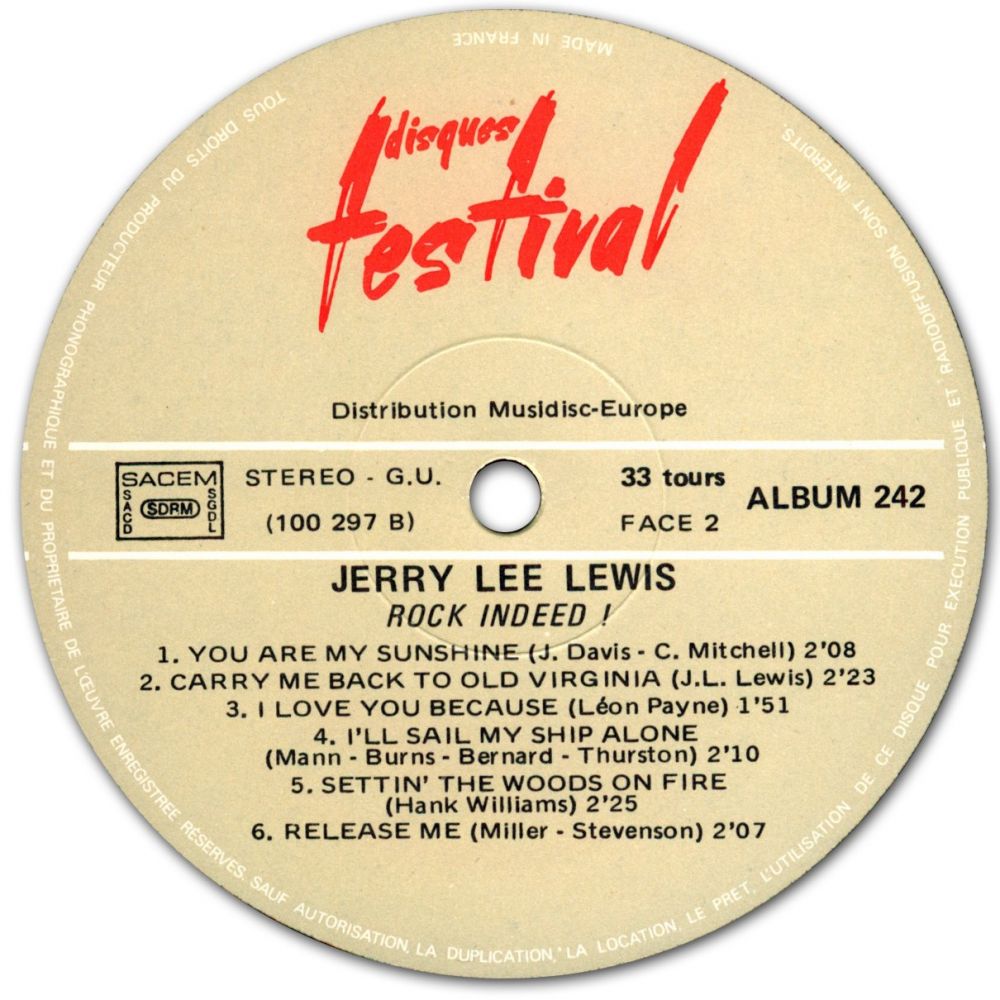 MADE IN FRANCE
TOUS DROITS DU PRODUCTEUR PHONOGRAPHIQUE ET DU PROPRIETAIRE DE L'ŒUVRE ENREGISTREE RÉSERVES. SAUF AUTORISATION, LA DUPLICATION, LA LOCATION, LE PRET, L'UTILISATION DE CE DISQUE POUR EXECUTION PUBLIQUE ET RADIODIFFUSION SONT INTERDITS.
disques
festival
Distribution Musidisc-Europe
SACEM
SACD
SDRM
SGDL
STEREO - G.U.
(100 297 B)
33 tours
FACE 2
ALBUM 242
JERRY LEE LEWIS
ROCK INDEED !
1. YOU ARE MY SUNSHINE (J. Davis - C. Mitchell) 2'08
2. CARRY ME BACK TO OLD VIRGINIA (J.L. Lewis) 2'23
3. I LOVE YOU BECAUSE (Léon Payne) 1'51
4. I'LL SAIL MY SHIP ALONE
(Mann - Burns - Bernard - Thurston) 2'10
5. SETTIN' THE WOODS ON FIRE
(Hank Williams) 2'25
6. RELEASE ME (Miller - Stevenson) 2'07